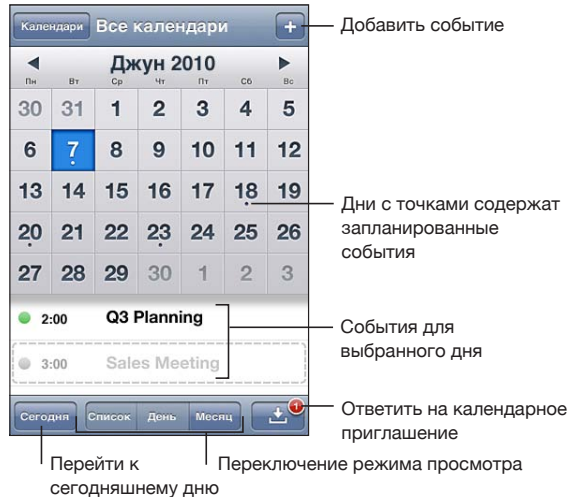 Календари Все календари +
Добавить событие
Джун 2010
Пн Вт Ср Чт Пт Сб Вс
30 31 1 2 3 4 5
6 7 8 9 10 11 12
13 14 15 16 17 18 19
20 21 22 23 24 25 26
27 28 29 30 1 2 3
Дни с точками содержат
запланированные
события
2:00 Q3 Planning
3:00 Sales Meeting
События для
выбранного дня
Сегодня Список День Месяц 1
Ответить на календарное
приглашение
Перейти к
сегодняшнему дню
Переключение режима просмотра